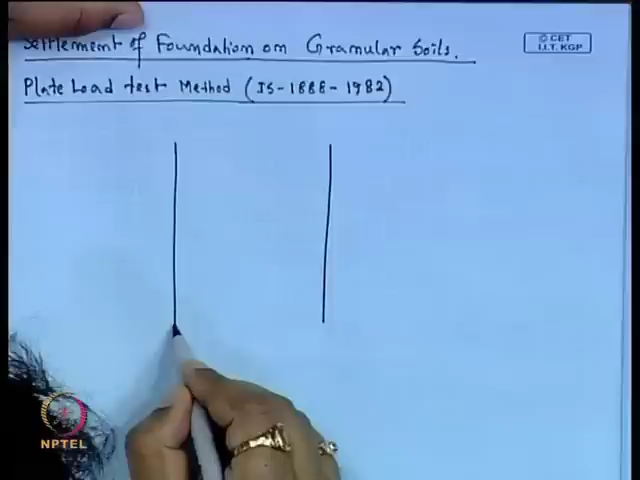 Settlement of Foundation on Granular Soils.
© CET
I.I.T. KGP
Plate Load test Method (IS-1888-1982)
NPTEL